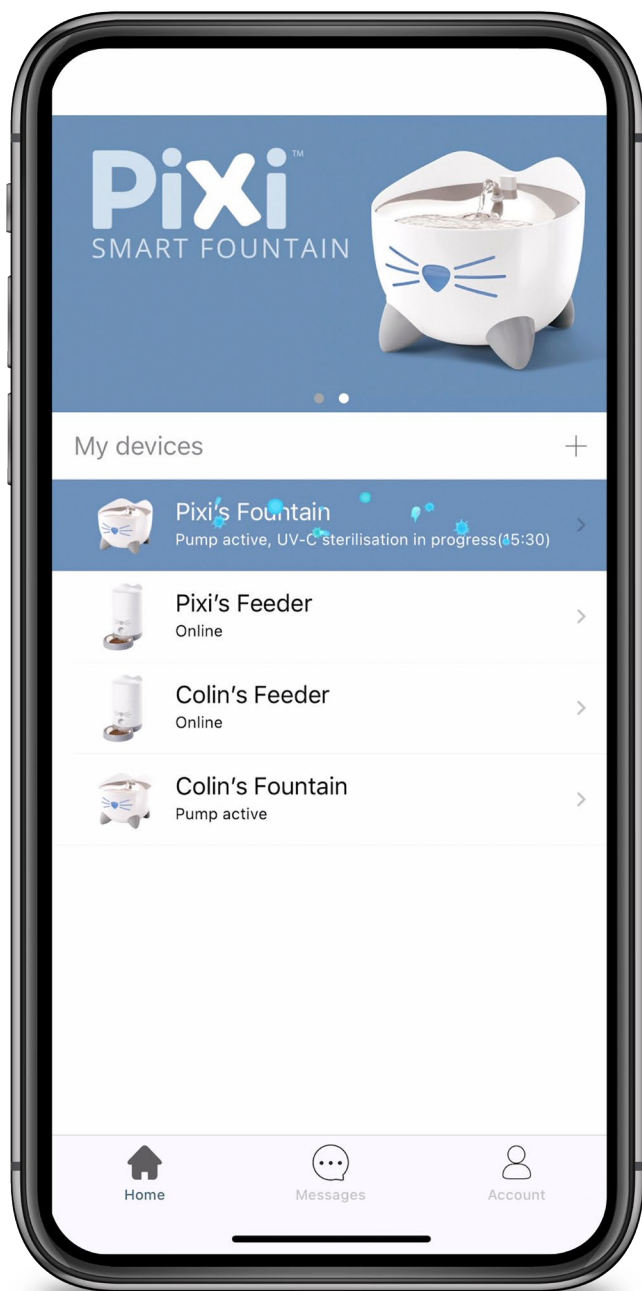 PiXi™
SMART FOUNTAIN
My devices
Pixi's Fountain
Pump active, UV-C sterilisation in progress(15:30)
Pixi's Feeder
Online
Colin's Feeder
Online
Colin's Fountain
Pump active
Home
Messages
Account